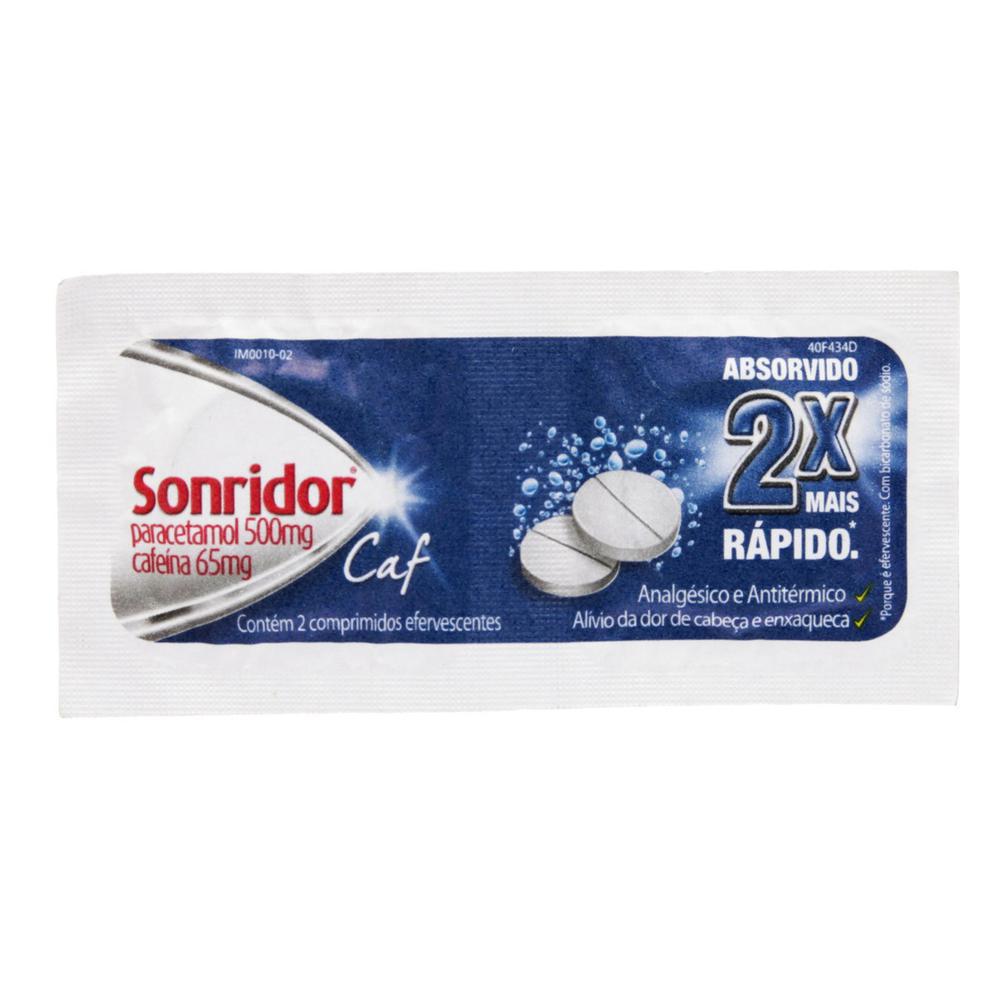 IM0010-02
40F434D
Sonridor®
paracetamol 500mg
cafeína 65mg
Caf
Contém 2 comprimidos efervescentes
ABSORVIDO
2X
MAIS
RÁPIDO.*
Analgésico e Antitérmico
Alívio da dor de cabeça e enxaqueca
*Porque é efervescente. Com bicarbonato de sódio.